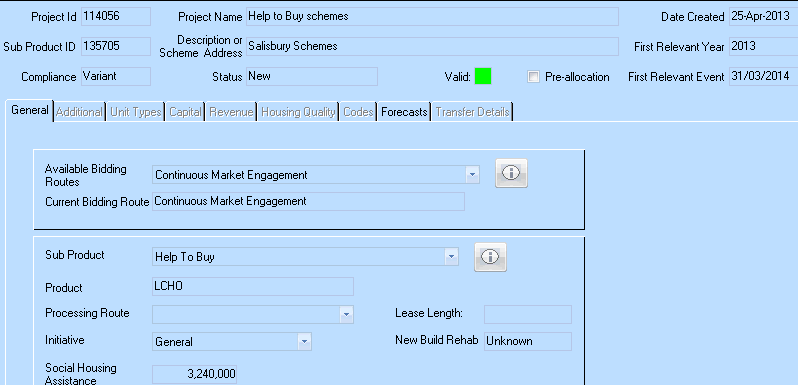 Project Id 114056 Project Name Help to Buy schemes Date Created 25-Apr-2013
Sub Product ID 135705 Description or Scheme Address Salisbury Schemes First Relevant Year 2013
Compliance Variant Status New Valid: Pre-allocation First Relevant Event 31/03/2014
General Additional Unit Types Capital Revenue Housing Quality Codes Forecasts Transfer Details
Available Bidding Routes Continuous Market Engagement
Current Bidding Route Continuous Market Engagement
Sub Product Help To Buy
Product LCHO
Processing Route Lease Length:
Initiative General New Build Rehab Unknown
Social Housing Assistance 3,240,000